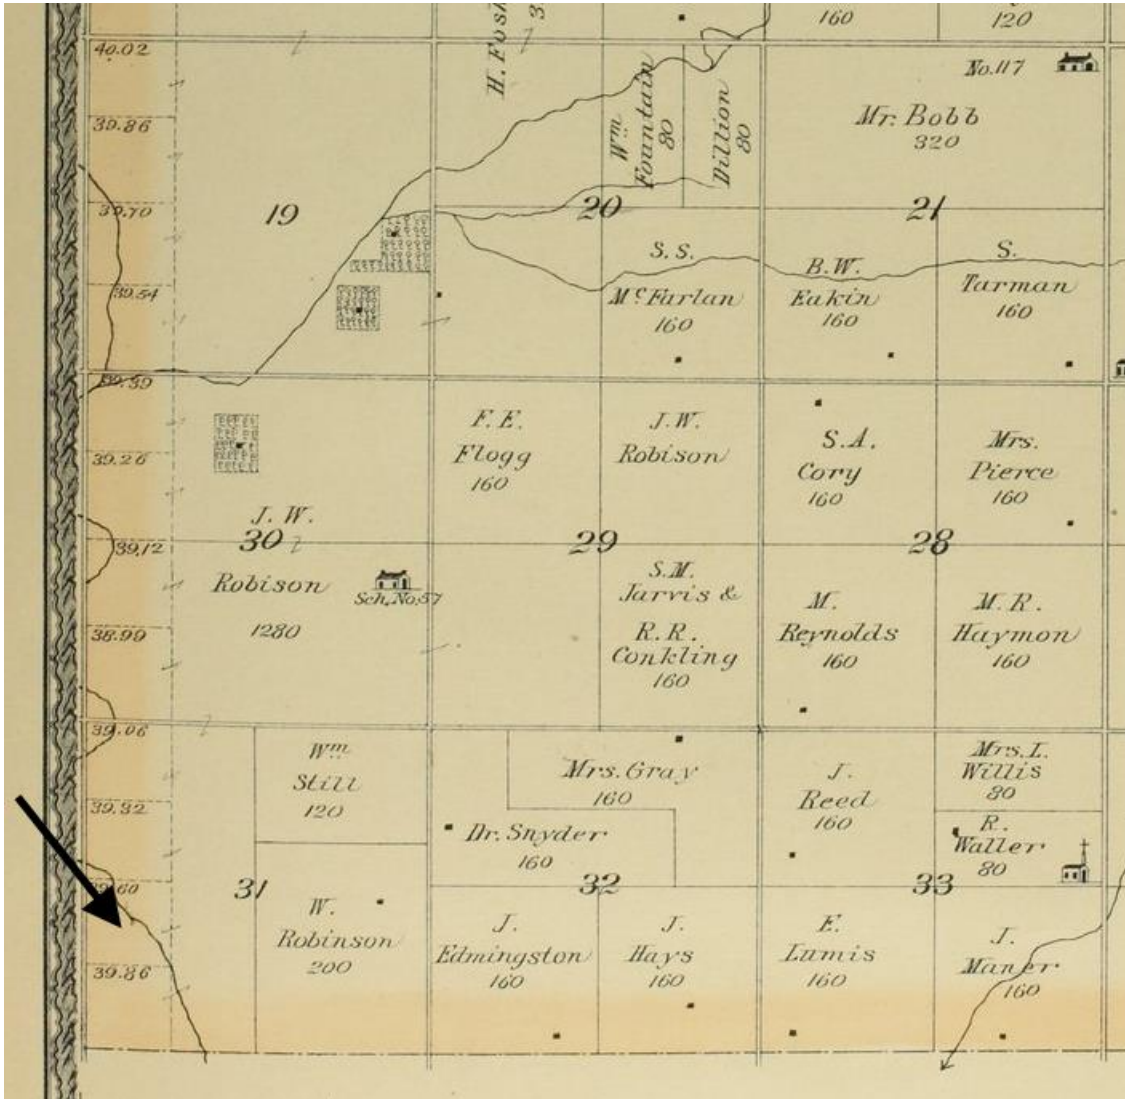 40.02
H. Fosh
3
160
120
No. 117
39.86
Wm
Fountain
80
Dillion
80
Mr. Bobb
320
39.70
19
20
21
39.54
S. S.
McFarlan
160
B. W.
Eakin
160
S.
Tarman
160
39.39
39.26
F. E.
Flogg
160
J. W.
Robison
S. A.
Cory
160
Mrs.
Pierce
160
39.12
J. W.
30
Robison
1280
Sch. No. 57
29
28
38.99
S. M.
Jarvis &
R. R.
Conkling
160
M.
Reynolds
160
M. R.
Haymon
160
39.06
39.32
Wm
Still
120
Mrs. Gray
160
Dr. Snyder
160
J.
Reed
160
Mrs. L.
Willis
80
R.
Waller
80
31
32
33
39.86
W.
Robinson
200
J.
Edmingston
160
J.
Hays
160
E.
Lumis
160
J.
Maner
160